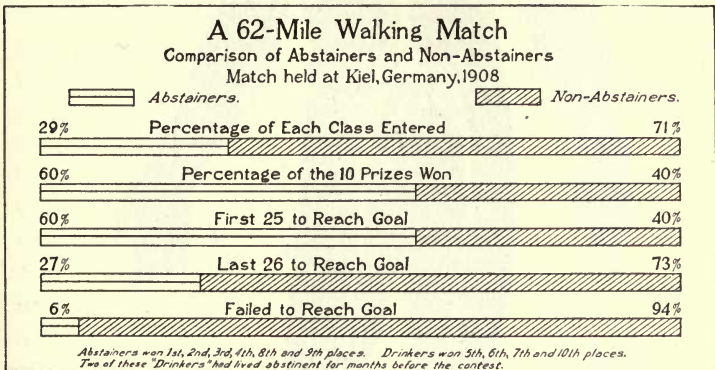 A 62-Mile Walking Match
Comparison of Abstainers and Non-Abstainers
Match held at Kiel, Germany, 1908
Abstainers. Non-Abstainers.
29% Percentage of Each Class Entered 71%
60% Percentage of the 10 Prizes Won 40%
60% First 25 to Reach Goal 40%
27% Last 26 to Reach Goal 73%
6% Failed to Reach Goal 94%
Abstainers won 1st, 2nd, 3rd, 4th, 8th and 9th places. Drinkers won 5th, 6th, 7th and 10th places.
Two of these "Drinkers" had lived abstinent for months before the contest.